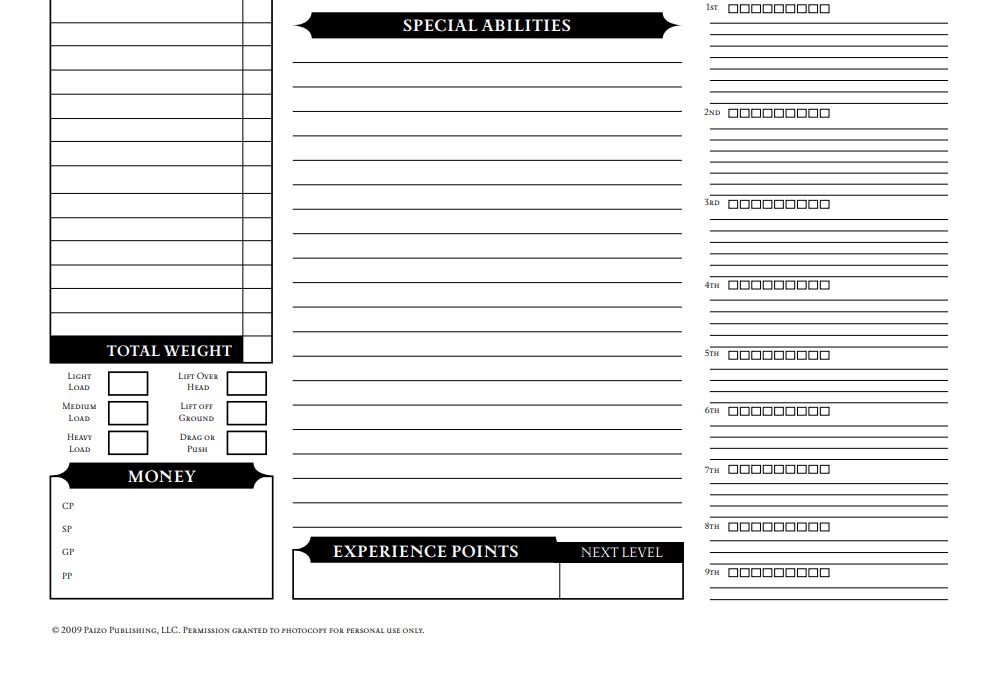 TOTAL WEIGHT
LIGHT
LOAD
LIFT OVER
HEAD
MEDIUM
LOAD
LIFT OFF
GROUND
HEAVY
LOAD
DRAG OR
PUSH
MONEY
CP
SP
GP
PP
SPECIAL ABILITIES
EXPERIENCE POINTS
NEXT LEVEL
1ST
2ND
3RD
4TH
5TH
6TH
7TH
8TH
9TH
© 2009 PAIZO PUBLISHING, LLC. PERMISSION GRANTED TO PHOTOCOPY FOR PERSONAL USE ONLY.